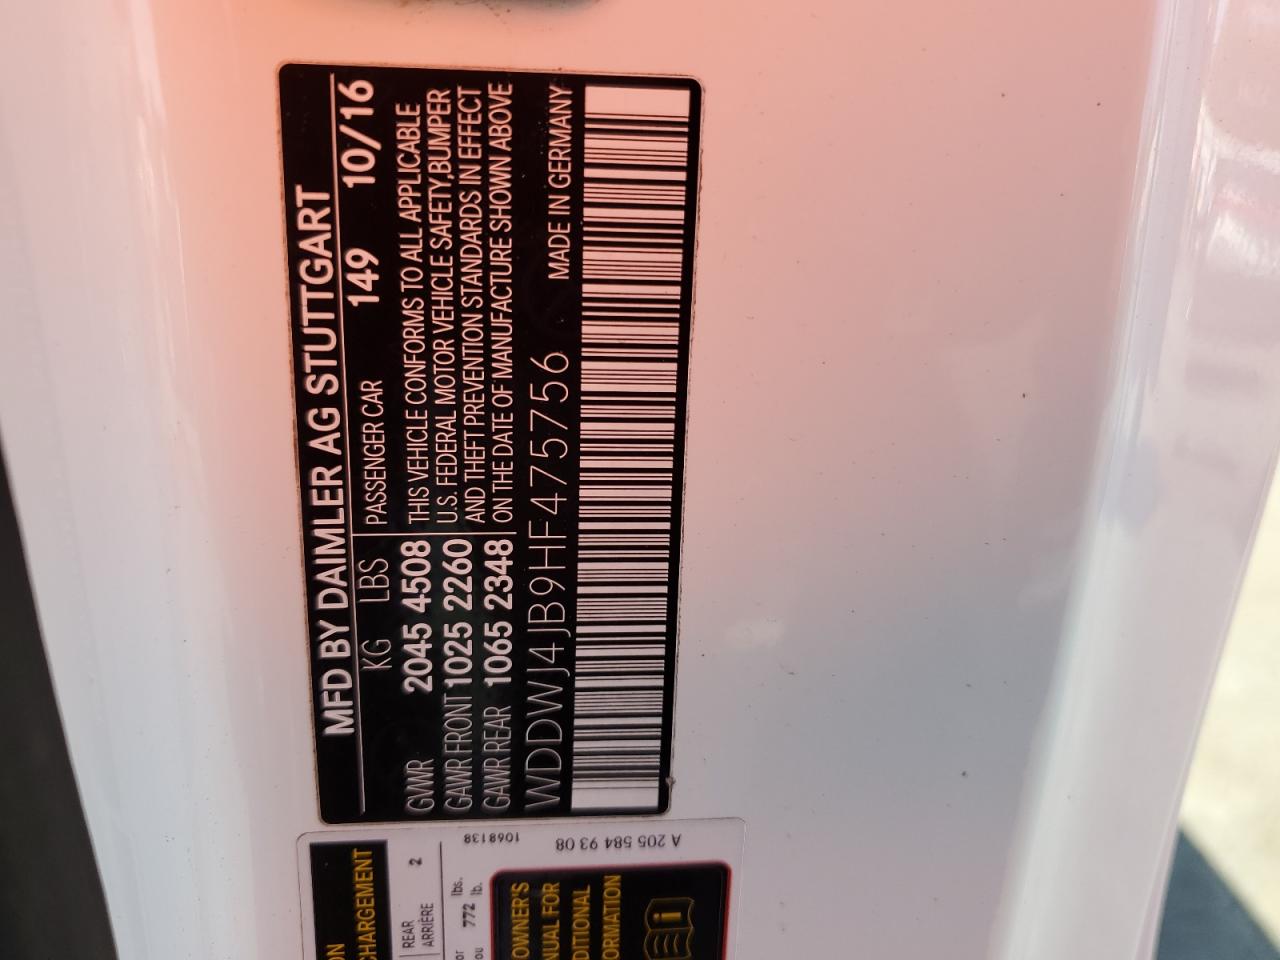 MFD BY DAIMLER AG STUTTGART
KG LBS PASSENGER CAR 149 10/16
GVWR 2045 4508 THIS VEHICLE CONFORMS TO ALL APPLICABLE
GAWR FRONT 1025 2260 U.S. FEDERAL MOTOR VEHICLE SAFETY,BUMPER
GAWR REAR 1065 2348 AND THEFT PREVENTION STANDARDS IN EFFECT
ON THE DATE OF MANUFACTURE SHOWN ABOVE
WDDWJ4JB9HF475756 MADE IN GERMANY
CHARGEMENT
REAR 2
ARRIÈRE
772 lbs.
lb.
1068138
A 205 584 93 08
OWNER'S
FOR